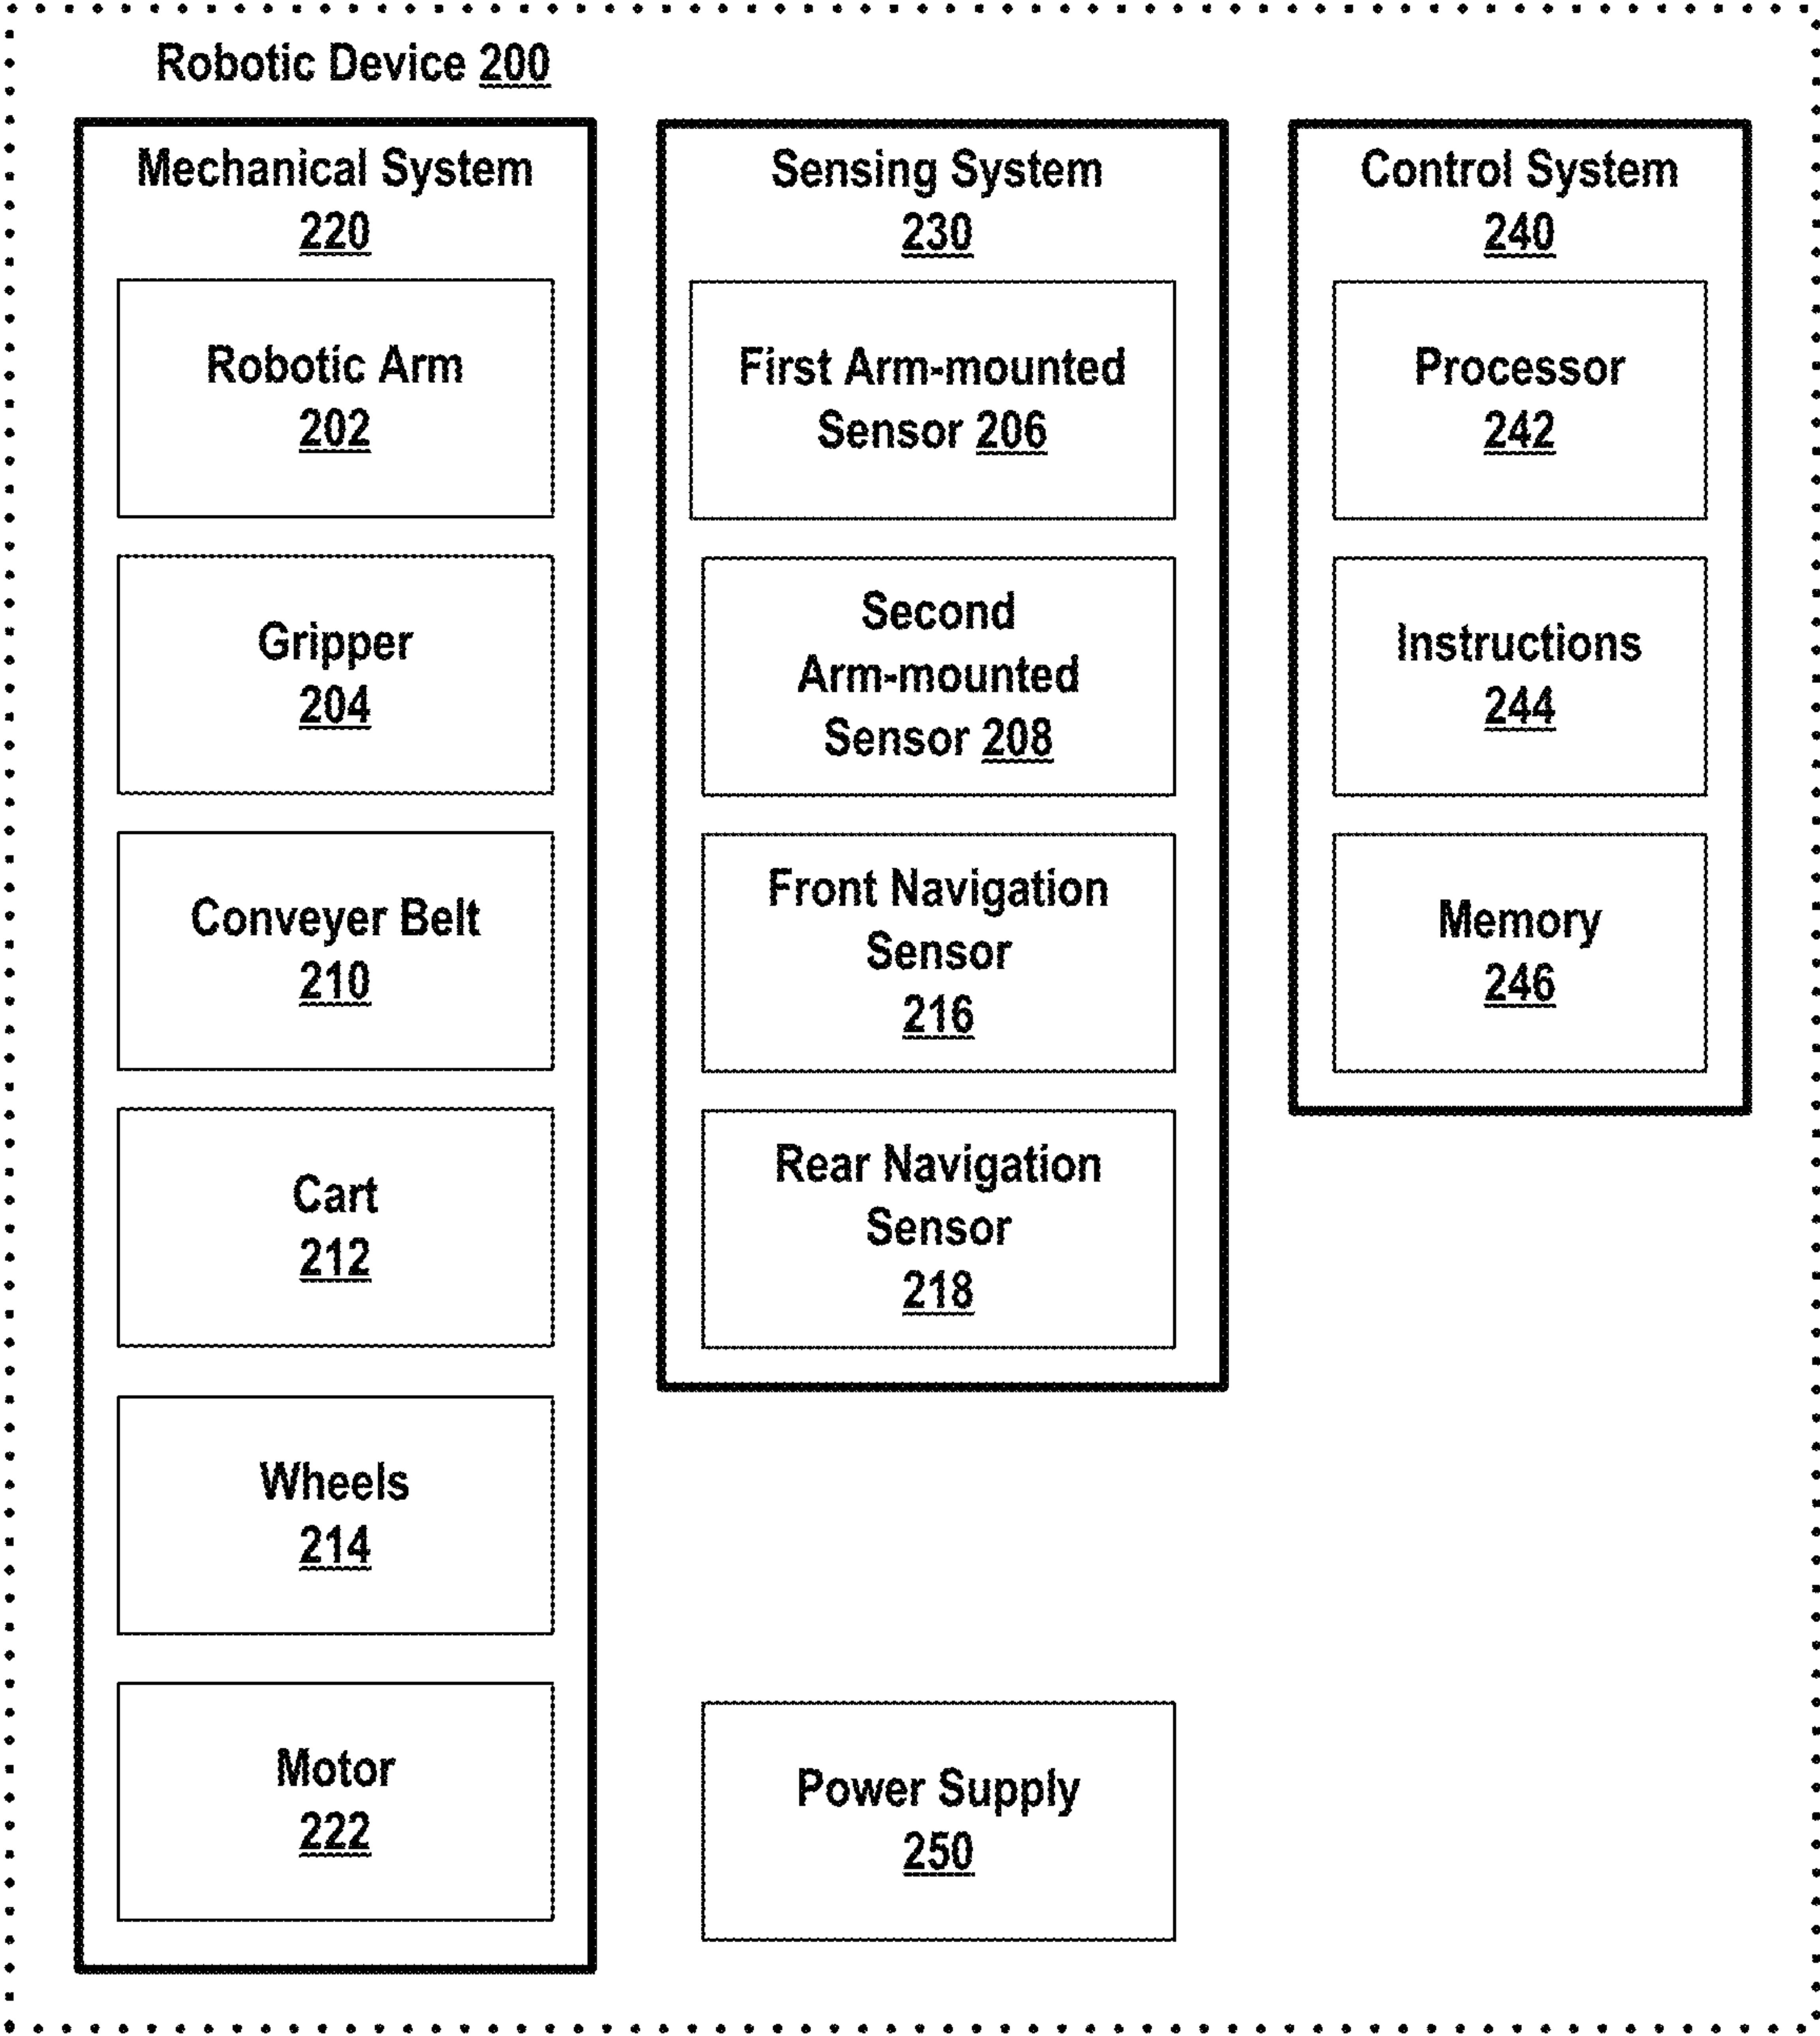 Robotic Device 200
Mechanical System
220
Robotic Arm
202
Gripper
204
Conveyer Belt
210
Cart
212
Wheels
214
Motor
222
Sensing System
230
First Arm-mounted
Sensor 206
Second
Arm-mounted
Sensor 208
Front Navigation
Sensor
216
Rear Navigation
Sensor
218
Power Supply
250
Control System
240
Processor
242
Instructions
244
Memory
246